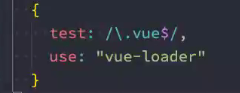 {
test: /\.vue$/,
use: "vue-loader"
}